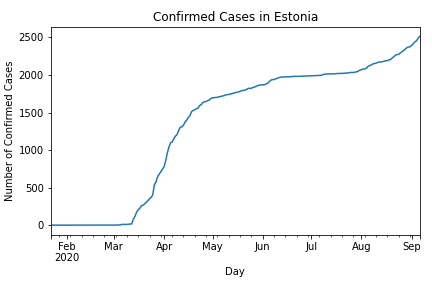 Confirmed Cases in Estonia
Number of Confirmed Cases
2500
2000
1500
1000
500
0
Feb Mar Apr May Jun Jul Aug Sep
2020
Day